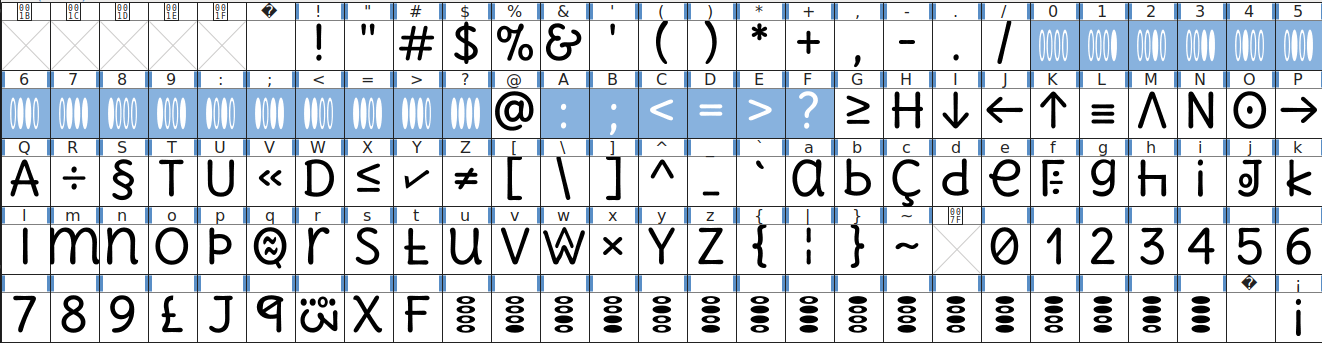 001B 001C 001D 001E 001F � ! " # $ % & ' ( ) * + , - . / 0 1 2 3 4 5
! " # $ % & ' ( ) * + , - . /
6 7 8 9 : ; < = > ? @ A B C D E F G H I J K L M N O P
@ : ; < = > ? ≥ H ↓ ← ↑ ≡ Λ N ʘ →
Q R S T U V W X Y Z [ \ ] ^ _ ` a b c d e f g h i j k
A ÷ § T U « D ≤ ✓ ≠ [ \ ] ^ _ ` ɑ b Ç d e g i k
l m n o p q r s t u v w x y z { | } ~ 007F
l m n O Þ r S Ł u V W × Y Z { ¦ } ~ 0 1 2 3 4 5 6
� ¡
7 8 9 £ J X F ¡